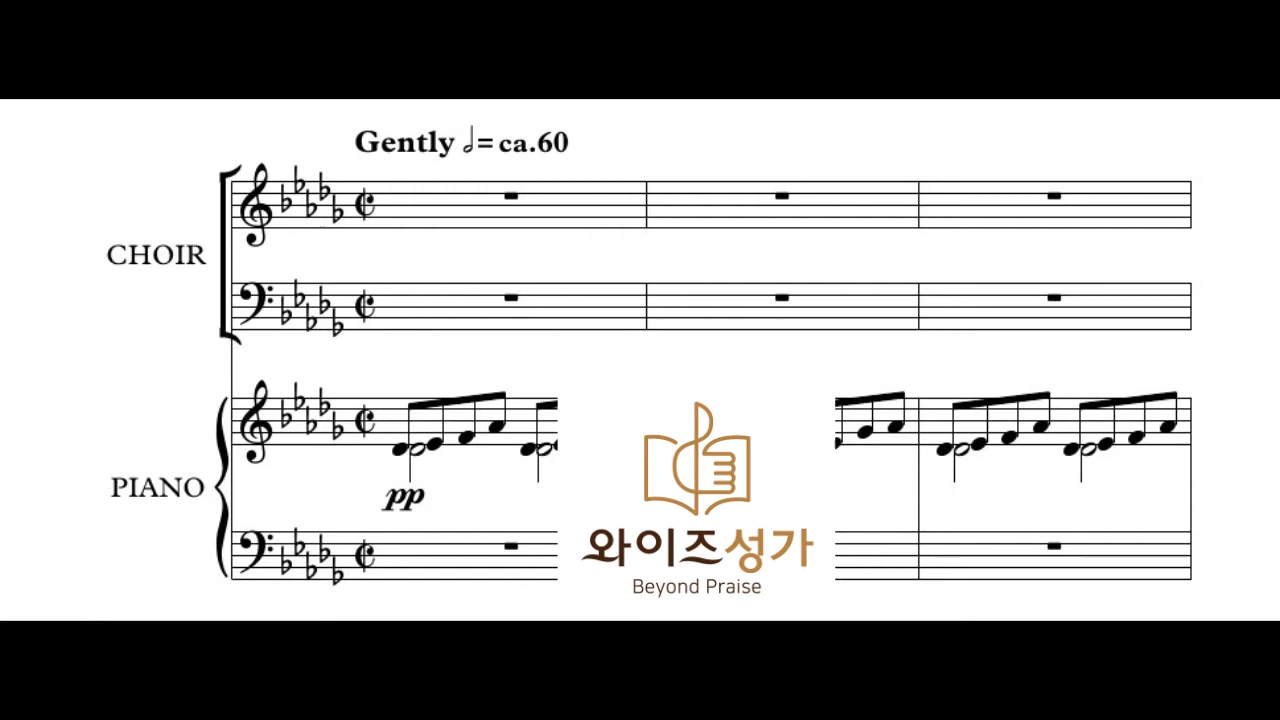 Gently 𝅗𝅥= ca.60
CHOIR
PIANO
pp
와이즈성가
Beyond Praise